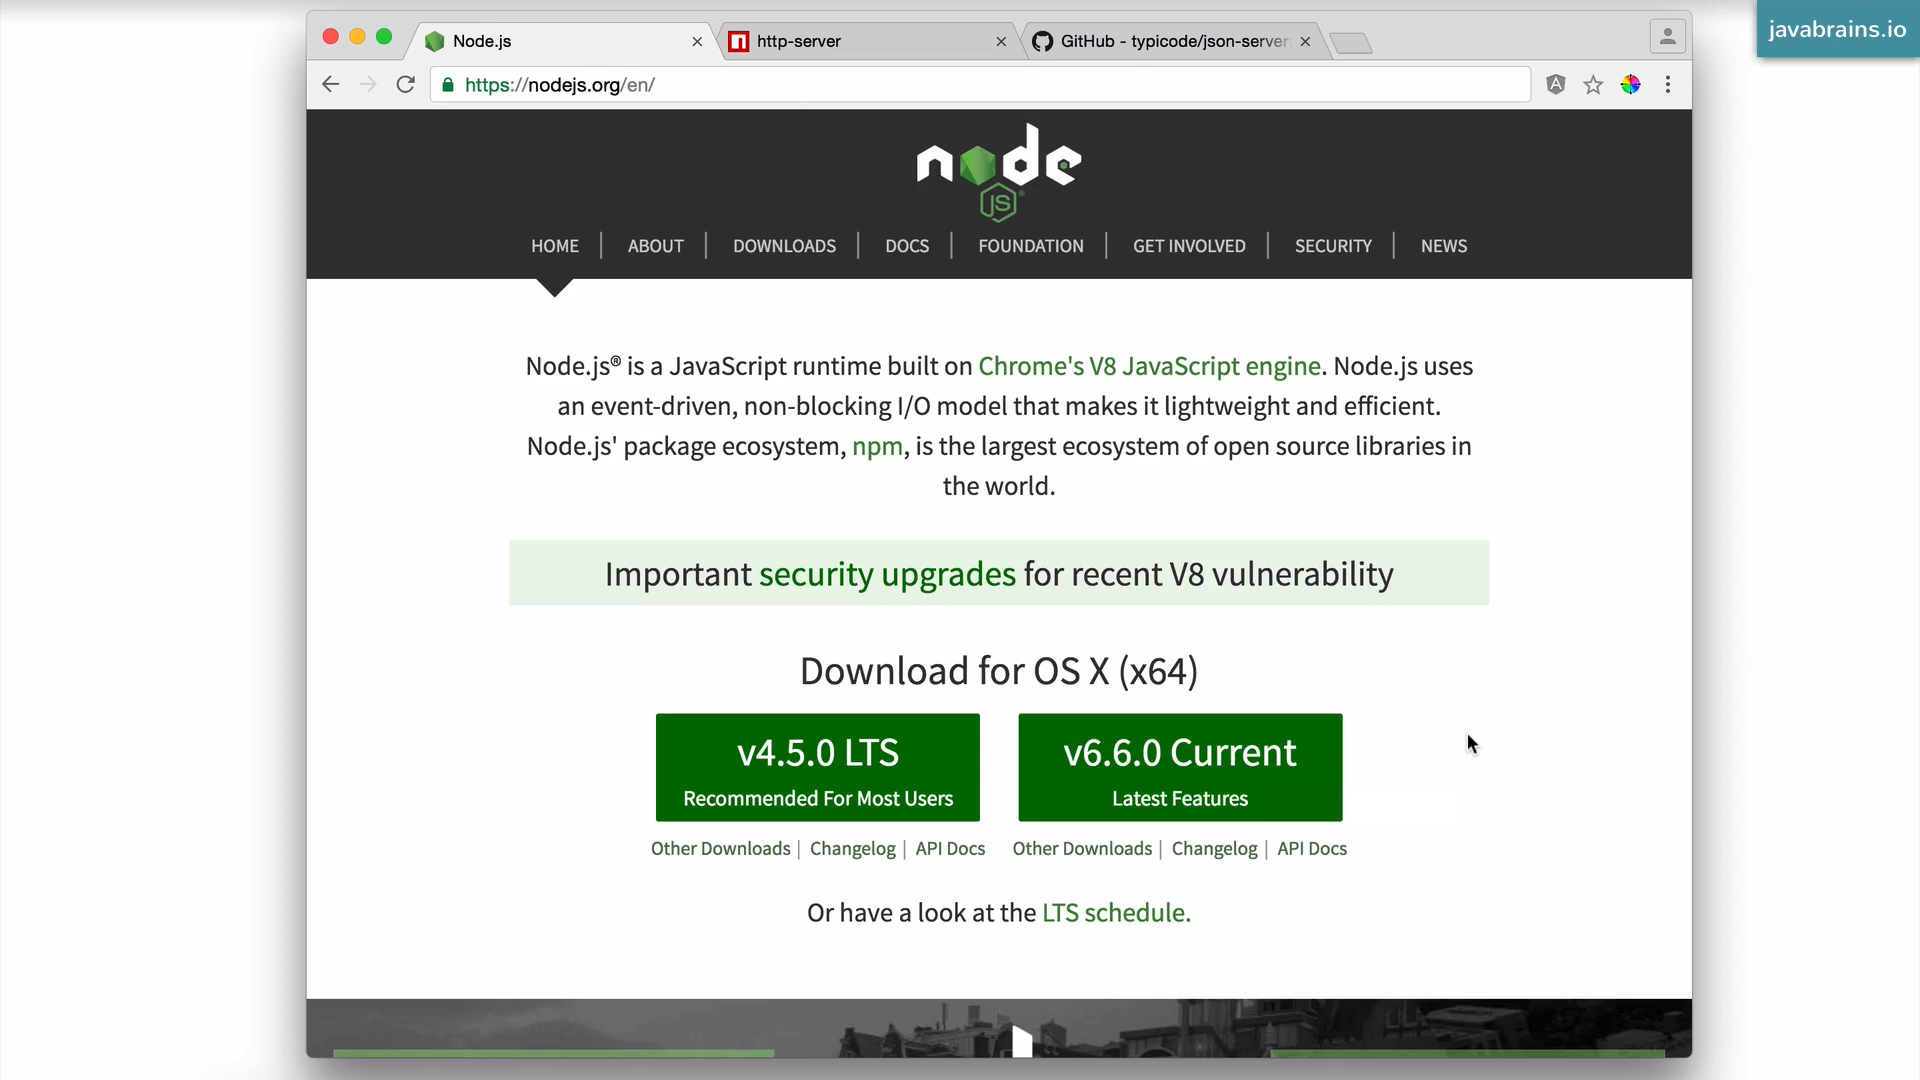 javabrains.io
Node.js
http-server
GitHub - typicode/json-server:
https://nodejs.org/en/
node
JS
HOME | ABOUT | DOWNLOADS | DOCS | FOUNDATION | GET INVOLVED | SECURITY | NEWS
Node.js® is a JavaScript runtime built on Chrome's V8 JavaScript engine. Node.js uses
an event-driven, non-blocking I/O model that makes it lightweight and efficient.
Node.js' package ecosystem, npm, is the largest ecosystem of open source libraries in
the world.
Important security upgrades for recent V8 vulnerability
Download for OS X (x64)
v4.5.0 LTS
Recommended For Most Users
v6.6.0 Current
Latest Features
Other Downloads | Changelog | API Docs
Other Downloads | Changelog | API Docs
Or have a look at the LTS schedule.